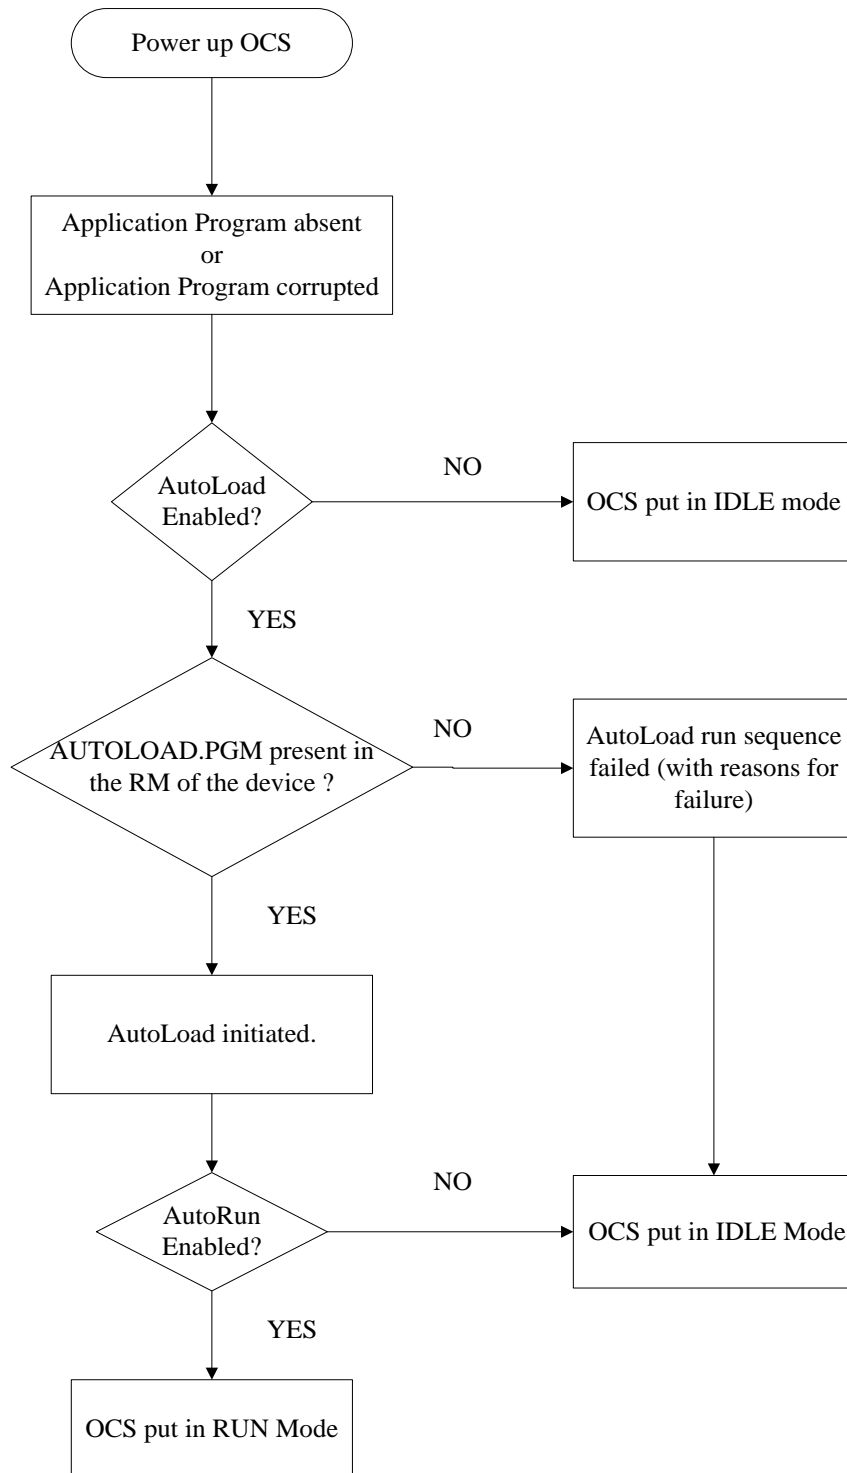 Power up OCS
Application Program absent
or
Application Program corrupted
AutoLoad
Enabled?
NO
OCS put in IDLE mode
YES
AUTOLOAD.PGM present in
the RM of the device ?
NO
AutoLoad run sequence
failed (with reasons for
failure)
YES
AutoLoad initiated.
AutoRun
Enabled?
NO
OCS put in IDLE Mode
YES
OCS put in RUN Mode